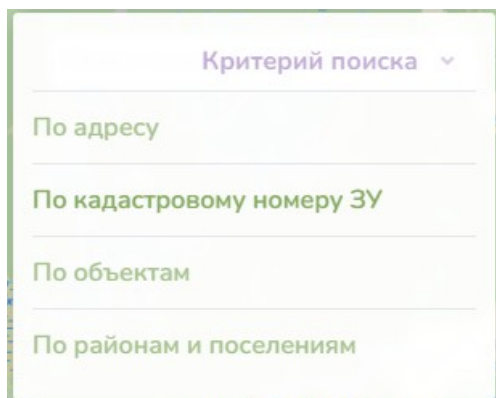 Критерий поиска
По адресу
По кадастровому номеру ЗУ
По объектам
По районам и поселениям